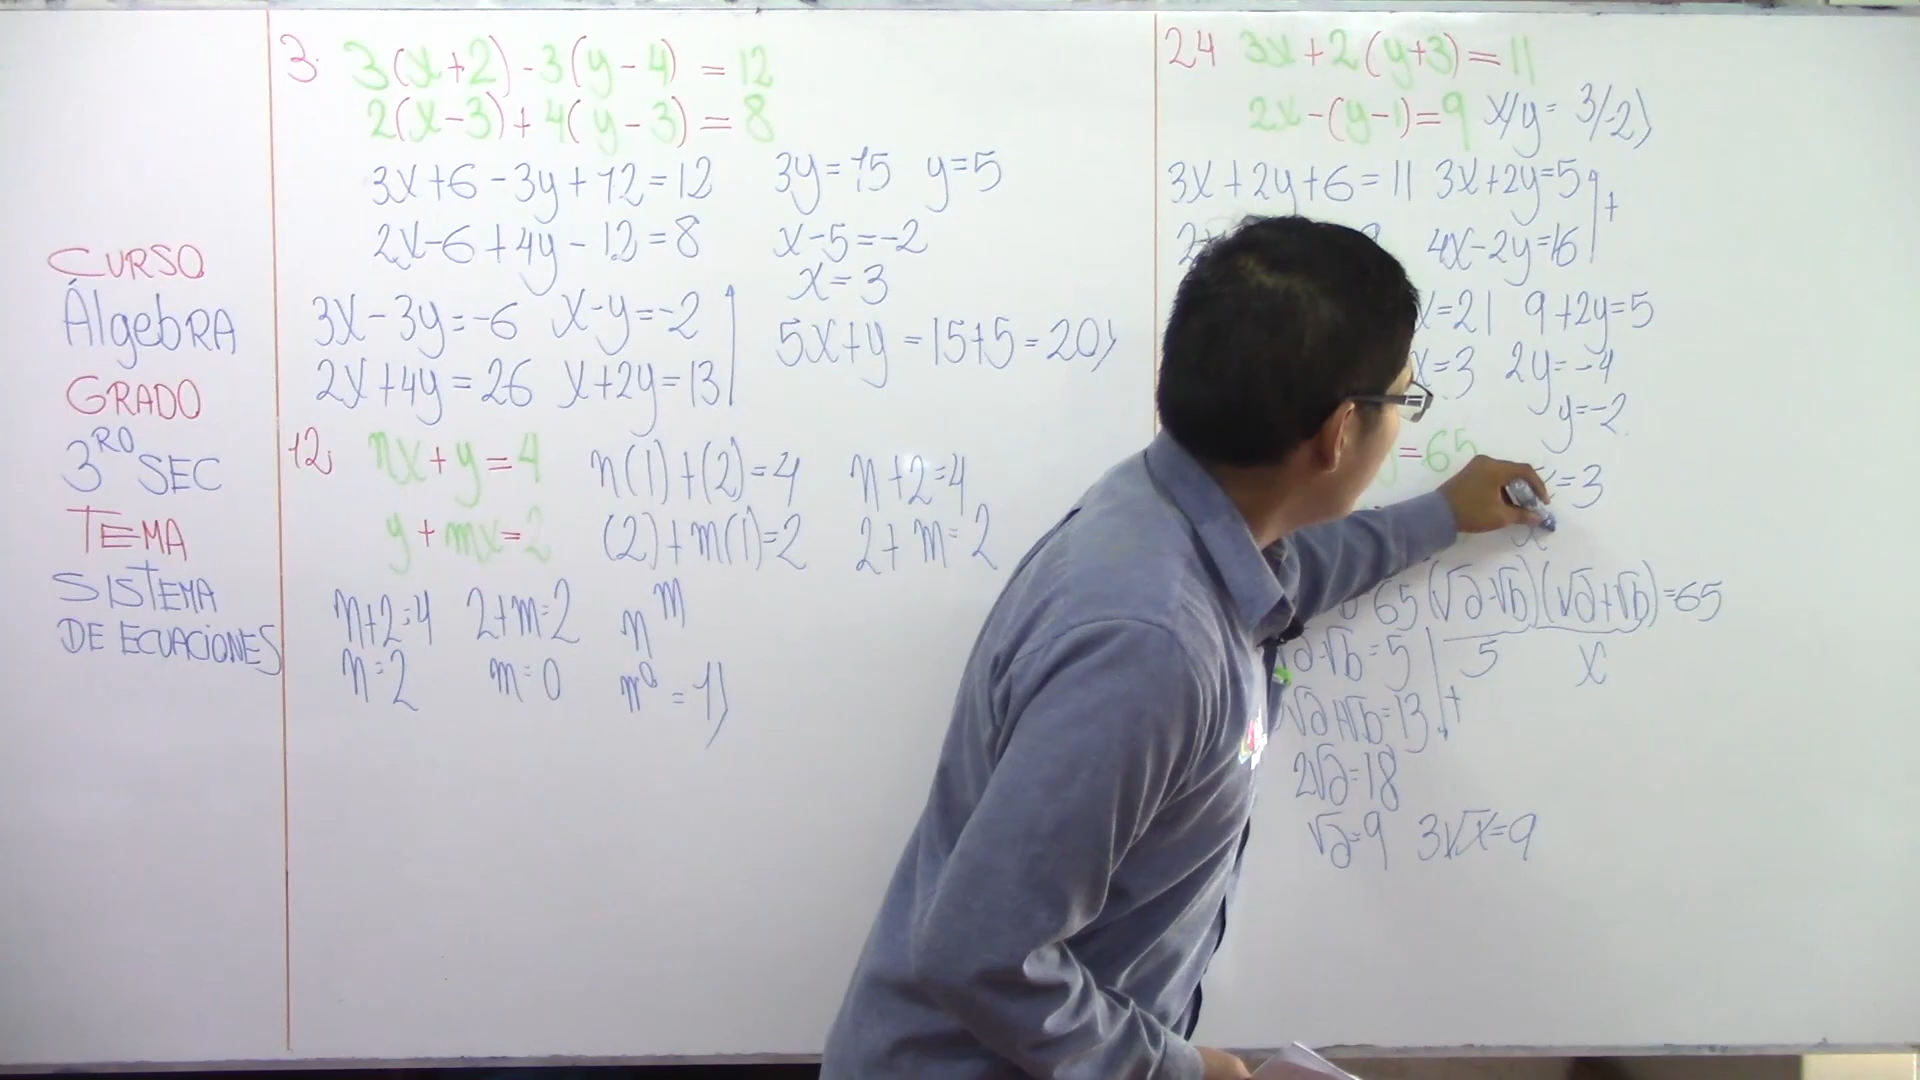 CURSO
Álgebra
GRADO
3RO SEC
TEMA
SISTEMA
DE ECUACIONES
3 3(x+2)-3(y-4) = 12
2(x-3)+4(y-3) = 8
3x+6-3y+12=12
2x-6+4y-12=8
3x-3y=-6 x-y=-2
2x+4y=26 x+2y=13
3y=15 y=5
x-5=-2
x=3
5x+y=15+5=20
12 nx+y=4
y+mx=2
n(1)+(2)=4 n+2=4
(2)+m(1)=2 2+m=2
n+2=4 2+m=2 n^m
n=2 m=0 n^0=1
24 3x+2(y+3)=11
2x-(y-1)=9 x/y=3/-2
3x+2y+6=11 3x+2y=5
4x-2y=16 +
x=21 9+2y=5
x=3 2y=-4
y=-2
=65
=3
65 (√a-√b)(√a+√b)=65
√a-√b=5 5 x
√a+√b=13 +
2√a=18
√a=9 3√x=9